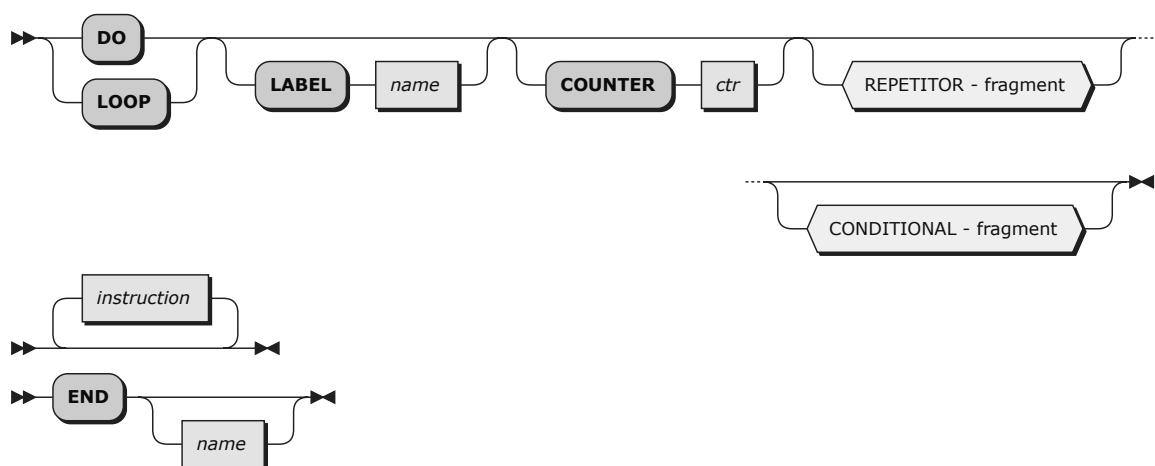 DO
LOOP LABEL name COUNTER ctr REPETITOR - fragment
CONDITIONAL - fragment
instruction
END
name